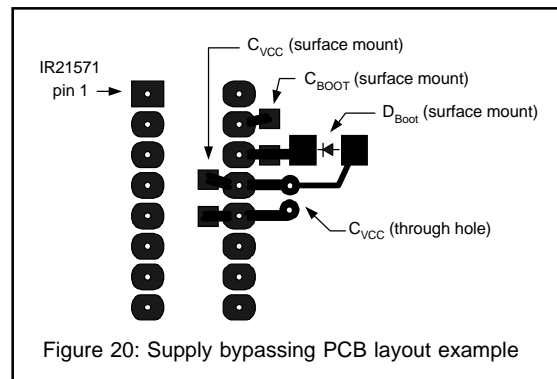 C_VCC (surface mount)
IR21571
pin 1
C_BOOT (surface mount)
D_Boot (surface mount)
C_VCC (through hole)
Figure 20: Supply bypassing PCB layout example